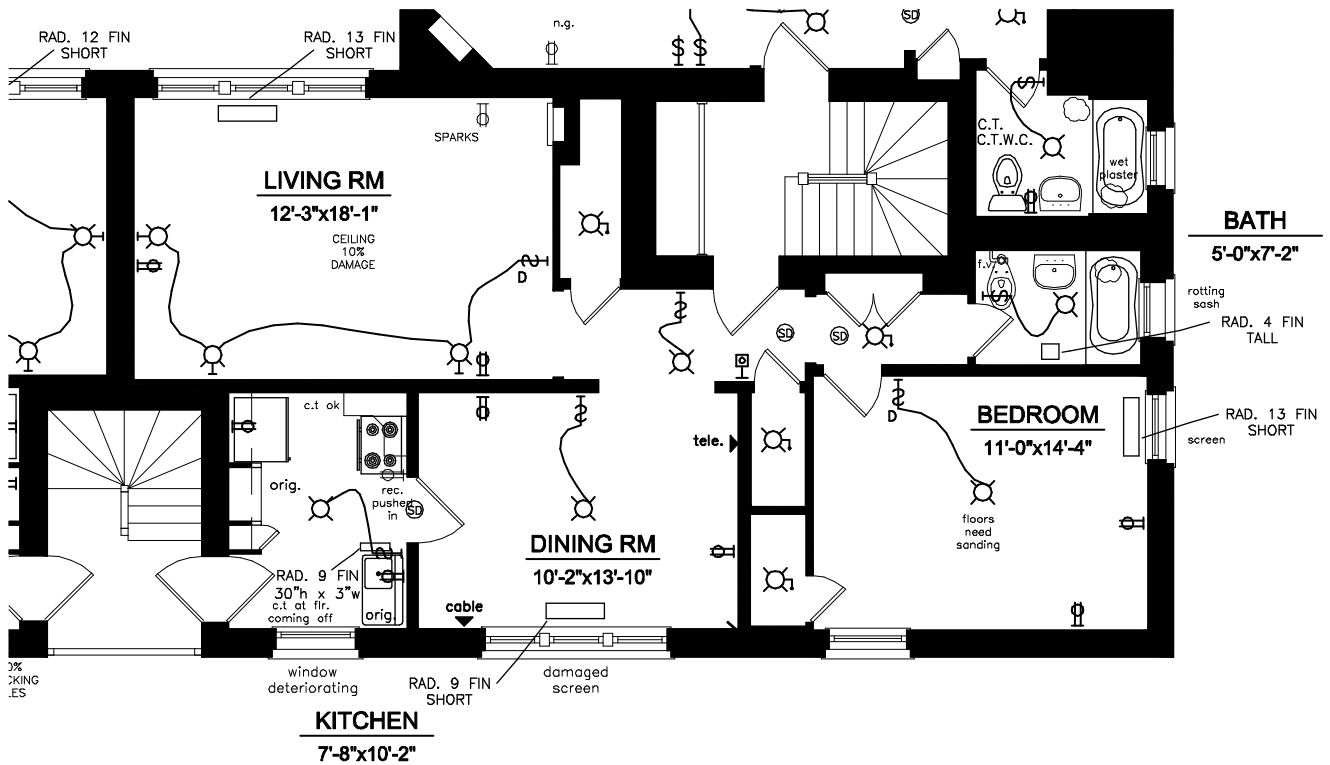 n.g.
SD
RAD. 12 FIN
SHORT
RAD. 13 FIN
SHORT
SPARKS
C.T.
C.T.W.C.
wet
plaster
LIVING RM
12'-3"x18'-1"
CEILING
10%
DAMAGE
D
BATH
5'-0"x7'-2"
f.v.
rotting
sash
RAD. 4 FIN
TALL
SD
SD
c.t ok
D
BEDROOM
11'-0"x14'-4"
RAD. 13 FIN
SHORT
screen
tele.
orig.
rec.
pushed
in
SD
floors
need
sanding
DINING RM
10'-2"x13'-10"
RAD. 9 FIN
30"h x 3"w
c.t at flr.
coming off
orig.
cable
window
deteriorating
RAD. 9 FIN
SHORT
damaged
screen
KITCHEN
7'-8"x10'-2"